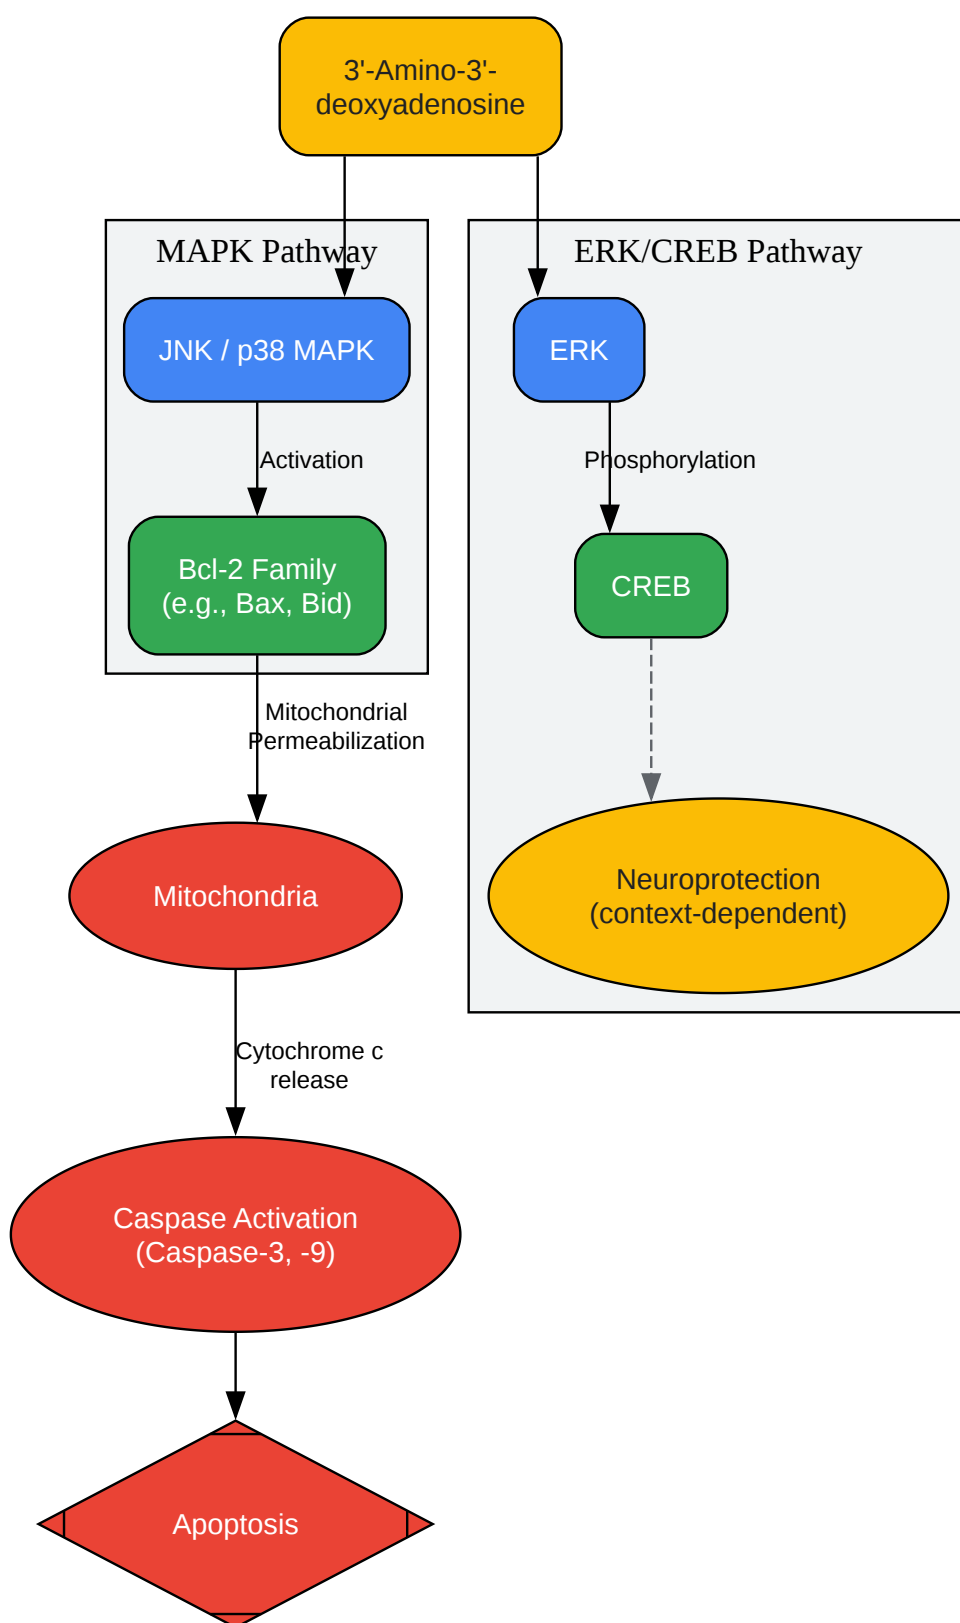 3'-Amino-3'-
deoxyadenosine
MAPK Pathway
JNK / p38 MAPK
Activation
Bcl-2 Family
(e.g., Bax, Bid)
Mitochondrial
Permeabilization
Mitochondria
Cytochrome c
release
Caspase Activation
(Caspase-3, -9)
Apoptosis
ERK/CREB Pathway
ERK
Phosphorylation
CREB
Neuroprotection
(context-dependent)